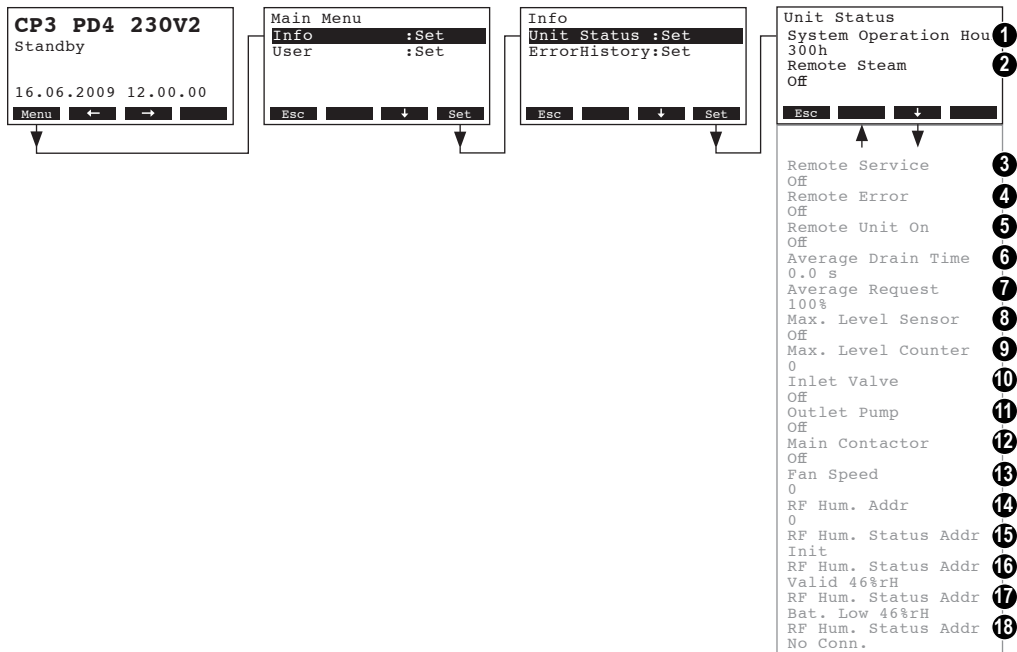 CP3 PD4 230V2
Standby
16.06.2009 12.00.00
Menu ← →
Main Menu
Info :Set
User :Set
Esc ↓ Set
Info
Unit Status :Set
ErrorHistory:Set
Esc ↓ Set
Unit Status
System Operation Hou 1
300h
Remote Steam 2
Off
Esc ↓
Remote Service 3
Off
Remote Error 4
Off
Remote Unit On 5
Off
Average Drain Time 6
0.0 s
Average Request 7
100%
Max. Level Sensor 8
Off
Max. Level Counter 9
0
Inlet Valve 10
Off
Outlet Pump 11
Off
Main Contactor 12
Off
Fan Speed 13
0
RF Hum. Addr 14
0
RF Hum. Status Addr 15
Init
RF Hum. Status Addr 16
Valid 46%rH
RF Hum. Status Addr 17
Bat. Low 46%rH
RF Hum. Status Addr 18
No Conn.